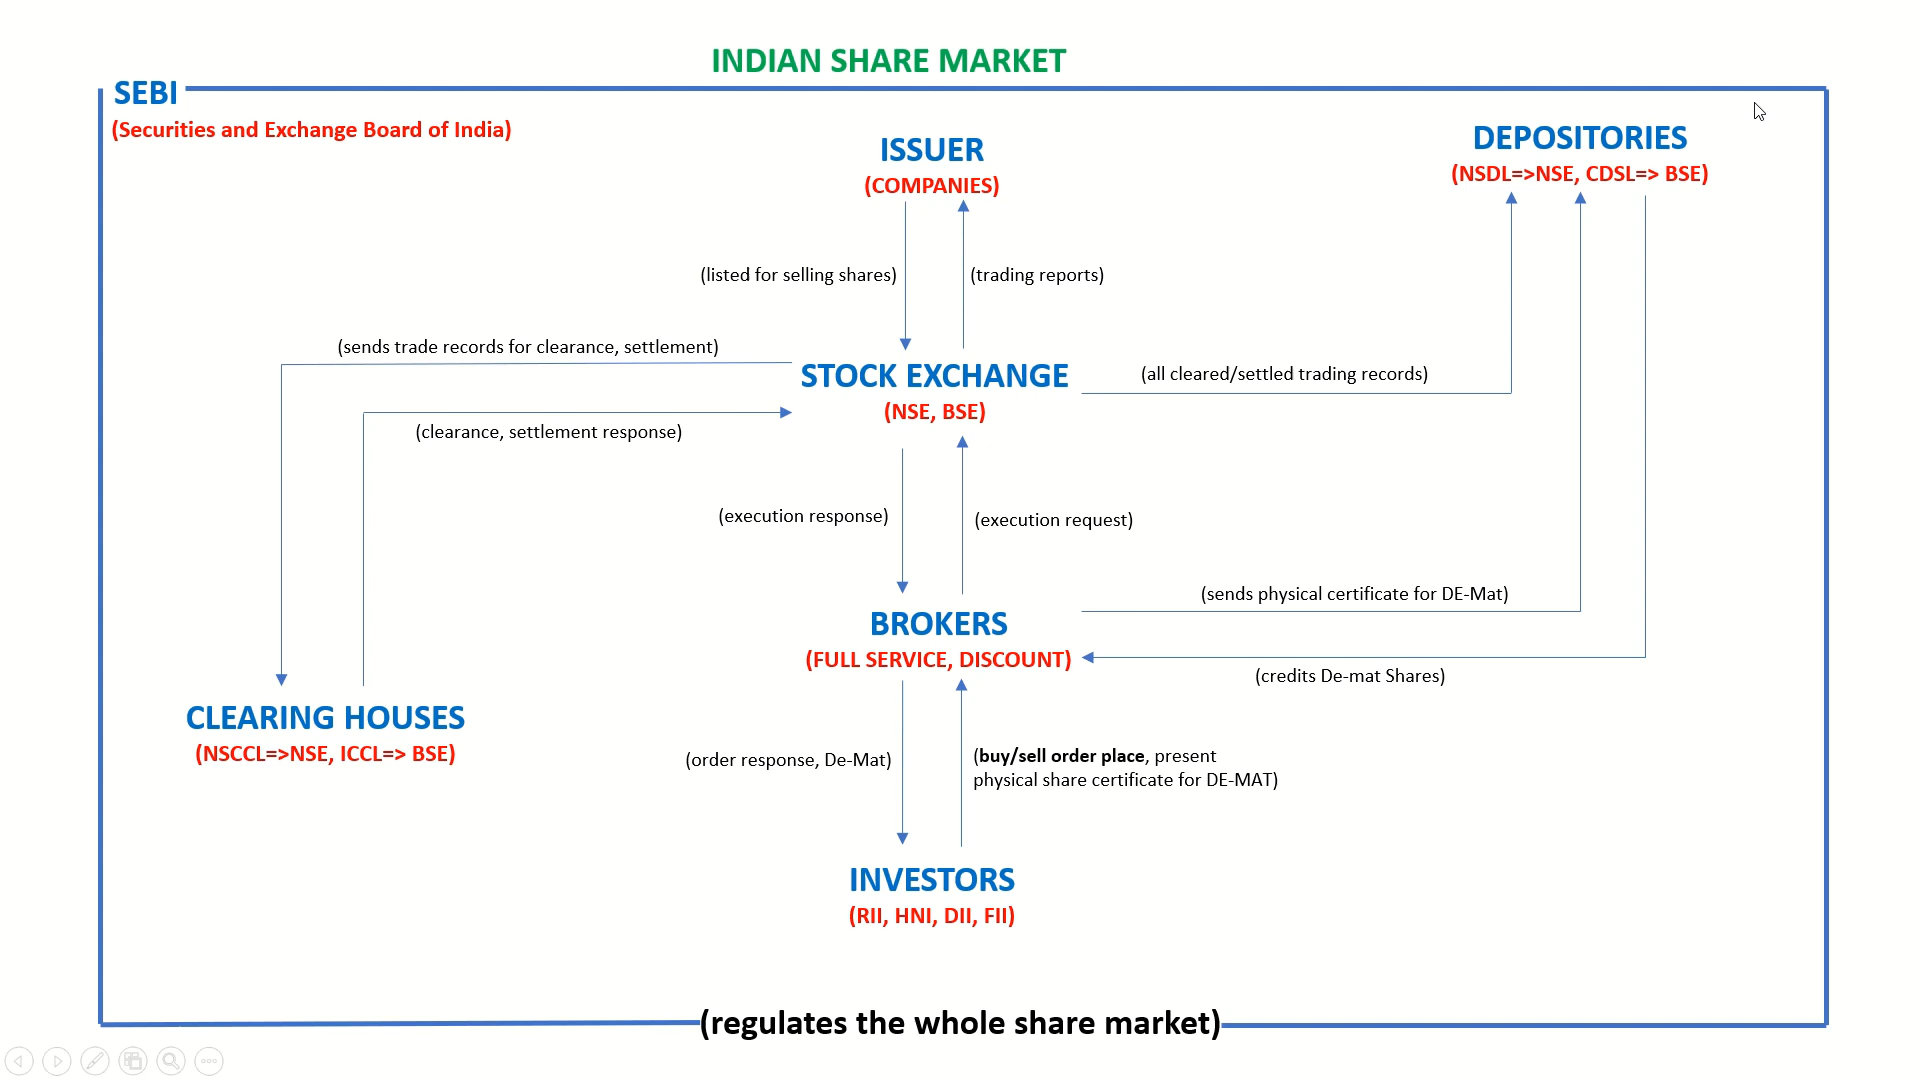 INDIAN SHARE MARKET
SEBI
(Securities and Exchange Board of India)
ISSUER
(COMPANIES)
DEPOSITORIES
(NSDL=>NSE, CDSL=> BSE)
(listed for selling shares)
(trading reports)
(sends trade records for clearance, settlement)
STOCK EXCHANGE
(NSE, BSE)
(all cleared/settled trading records)
(clearance, settlement response)
(execution response)
(execution request)
(sends physical certificate for DE-Mat)
BROKERS
(FULL SERVICE, DISCOUNT)
(credits De-mat Shares)
CLEARING HOUSES
(NSCCL=>NSE, ICCL=> BSE)
(order response, De-Mat)
(buy/sell order place, present
physical share certificate for DE-MAT)
INVESTORS
(RII, HNI, DII, FII)
(regulates the whole share market)